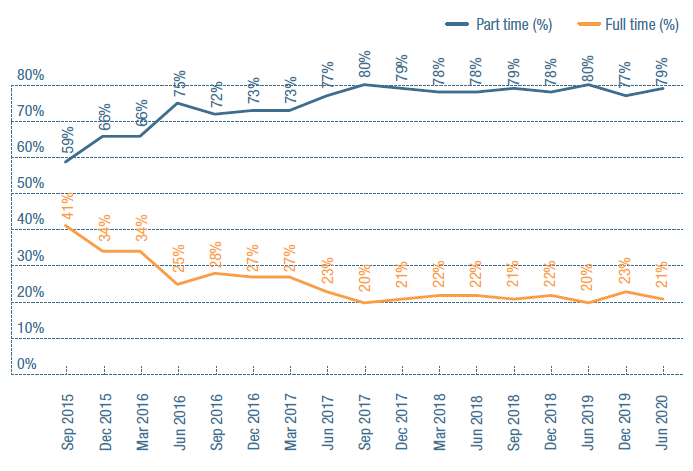 Part time (%) Full time (%)
80%
70%
60%
50%
40%
30%
20%
10%
0%
59% 66% 66% 75% 72% 73% 73% 77% 80% 79% 78% 78% 79% 78% 80% 77% 79%
41% 34% 34% 25% 28% 27% 27% 23% 20% 21% 22% 22% 21% 22% 20% 23% 21%
Sep 2015
Dec 2015
Mar 2016
Jun 2016
Sep 2016
Dec 2016
Mar 2017
Jun 2017
Sep 2017
Dec 2017
Mar 2018
Jun 2018
Sep 2018
Dec 2018
Jun 2019
Dec 2019
Jun 2020